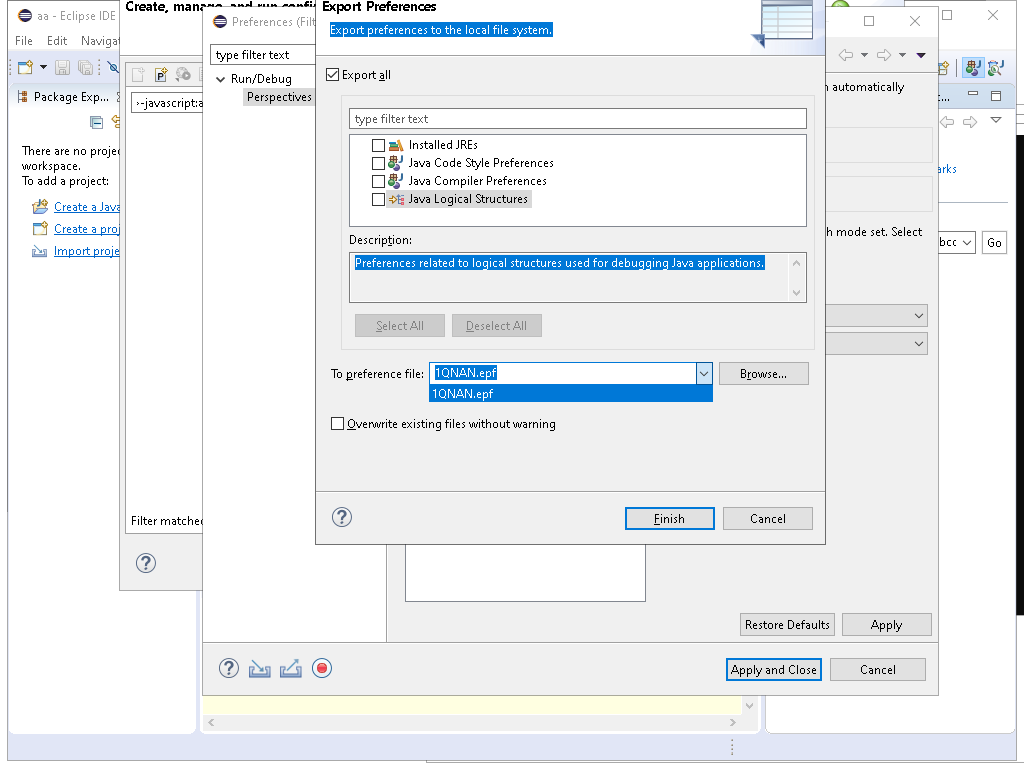 aa - Eclipse IDE
File Edit Navigat
Package Exp...
There are no projec
workspace.
To add a project:
Create a Java
Create a proj
Import proje
Create, manage, and run config
›-javascript:a
Filter matched
Preferences (Filt
type filter text
Run/Debug
Perspectives
Export Preferences
Export preferences to the local file system.
Export all
type filter text
Installed JREs
Java Code Style Preferences
Java Compiler Preferences
Java Logical Structures
Description:
Preferences related to logical structures used for debugging Java applications.
Select All Deselect All
To preference file: 1QNAN.epf Browse...
1QNAN.epf
Overwrite existing files without warning
Finish Cancel
automatically
h mode set. Select
Restore Defaults Apply
Apply and Close Cancel
arks
bcc Go